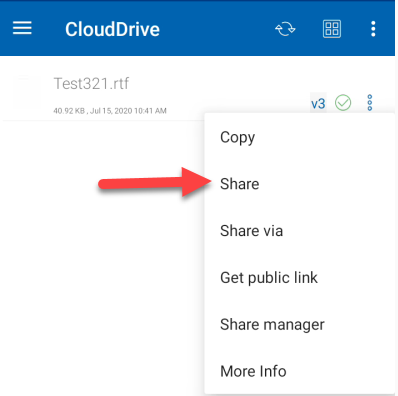 CloudDrive
Test321.rtf
40.92 KB , Jul 15, 2020 10:41 AM
v3
Copy
Share
Share via
Get public link
Share manager
More Info